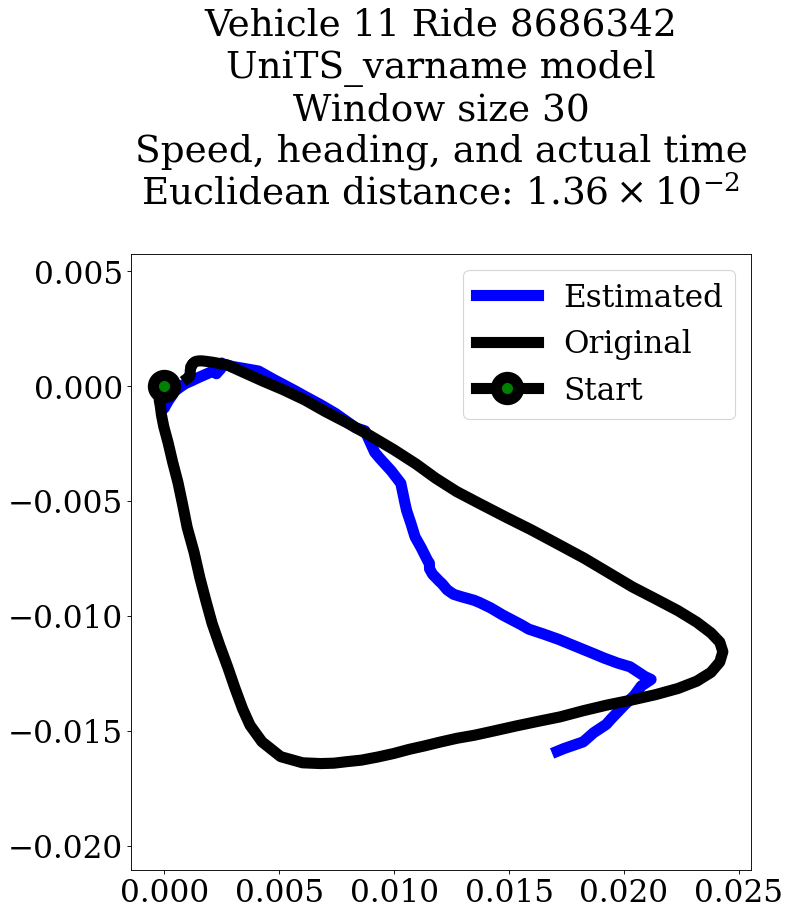 Vehicle 11 Ride 8686342
UniTS_varname model
Window size 30
Speed, heading, and actual time
Euclidean distance: 1.36 × 10⁻²
Estimated
Original
Start
0.005
0.000
−0.005
−0.010
−0.015
−0.020
0.000 0.005 0.010 0.015 0.020 0.025